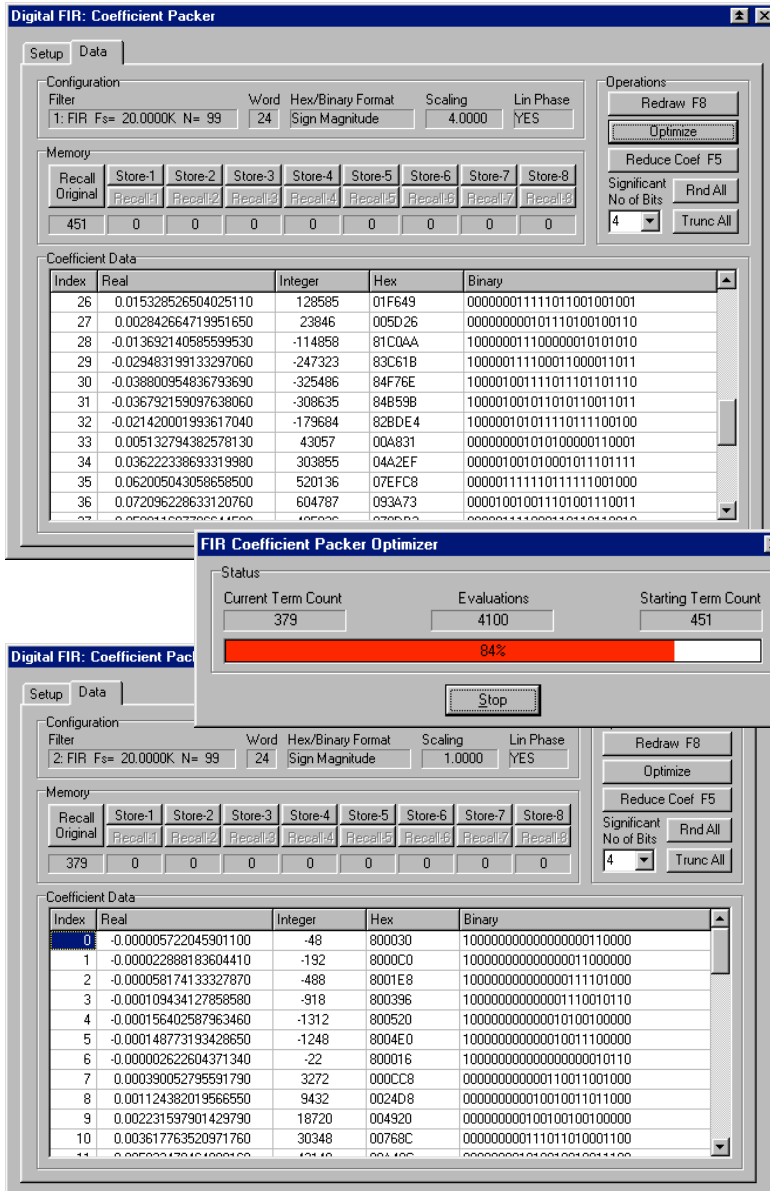 Digital FIR: Coefficient Packer
Setup Data
Configuration
Filter Word Hex/Binary Format Scaling Lin Phase
1: FIR Fs= 20.0000K N= 99 24 Sign Magnitude 4.0000 YES
Operations
Redraw F8
Optimize
Reduce Coef F5
Significant No of Bits
4
Rnd All
Trunc All
Memory
Recall Original Store-1 Store-2 Store-3 Store-4 Store-5 Store-6 Store-7 Store-8
Recall-1 Recall-2 Recall-3 Recall-4 Recall-5 Recall-6 Recall-7 Recall-8
451 0 0 0 0 0 0 0 0
Coefficient Data
Index Real Integer Hex Binary
26 0.015328526504025110 128585 01F649 000000011111011001001001
27 0.002842664719951650 23846 005D26 000000000101110100100110
28 -0.013692140585599530 -114858 81C0AA 100000011100000010101010
29 -0.029483199133297060 -247323 83C61B 100000111100011000011011
30 -0.038800954836793690 -325486 84F76E 100001001111011101101110
31 -0.036792159097638060 -308635 84B59B 100001001011010110011011
32 -0.021420001993617040 -179684 82BDE4 100000101011110111100100
33 0.005132794382578130 43057 00A831 000000001010100000110001
34 0.036222338693319980 303855 04A2EF 000001001010001011101111
35 0.062005043058658500 520136 07EFC8 000001111110111111001000
36 0.072096228633120760 604787 093A73 000010010011101001110011
FIR Coefficient Packer Optimizer
Status
Current Term Count Evaluations Starting Term Count
379 4100 451
84%
Stop
Digital FIR: Coefficient Pac
Setup Data
Configuration
Filter Word Hex/Binary Format Scaling Lin Phase
2: FIR Fs= 20.0000K N= 99 24 Sign Magnitude 1.0000 YES
Redraw F8
Optimize
Reduce Coef F5
Significant No of Bits
4
Rnd All
Trunc All
Memory
Recall Original Store-1 Store-2 Store-3 Store-4 Store-5 Store-6 Store-7 Store-8
Recall-1 Recall-2 Recall-3 Recall-4 Recall-5 Recall-6 Recall-7 Recall-8
379 0 0 0 0 0 0 0 0
Coefficient Data
Index Real Integer Hex Binary
0 -0.000005722045901100 -48 800030 100000000000000000110000
1 -0.000022888183604410 -192 8000C0 100000000000000011000000
2 -0.000058174133327870 -488 8001E8 100000000000000111101000
3 -0.000109434127858580 -918 800396 100000000000001110010110
4 -0.000156402587963460 -1312 800520 100000000000010100100000
5 -0.000148773193428650 -1248 8004E0 100000000000010011100000
6 -0.000002622604371340 -22 800016 100000000000000000010110
7 0.000390052795591790 3272 000CC8 000000000000110011001000
8 0.001124382019566550 9432 0024D8 000000000010010011011000
9 0.002231597901429790 18720 004920 000000000100100100100000
10 0.003617763520971760 30348 00768C 000000000111011010001100